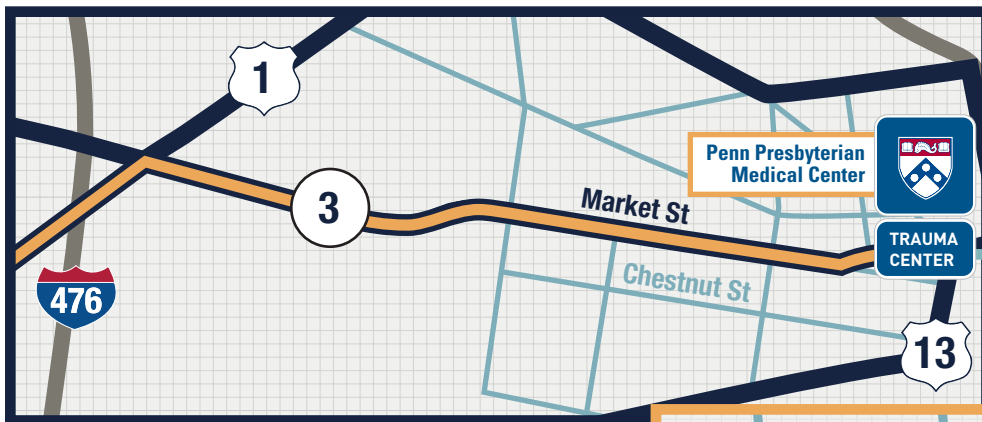 1
Penn Presbyterian
Medical Center
3
Market St
TRAUMA
CENTER
Chestnut St
476
13